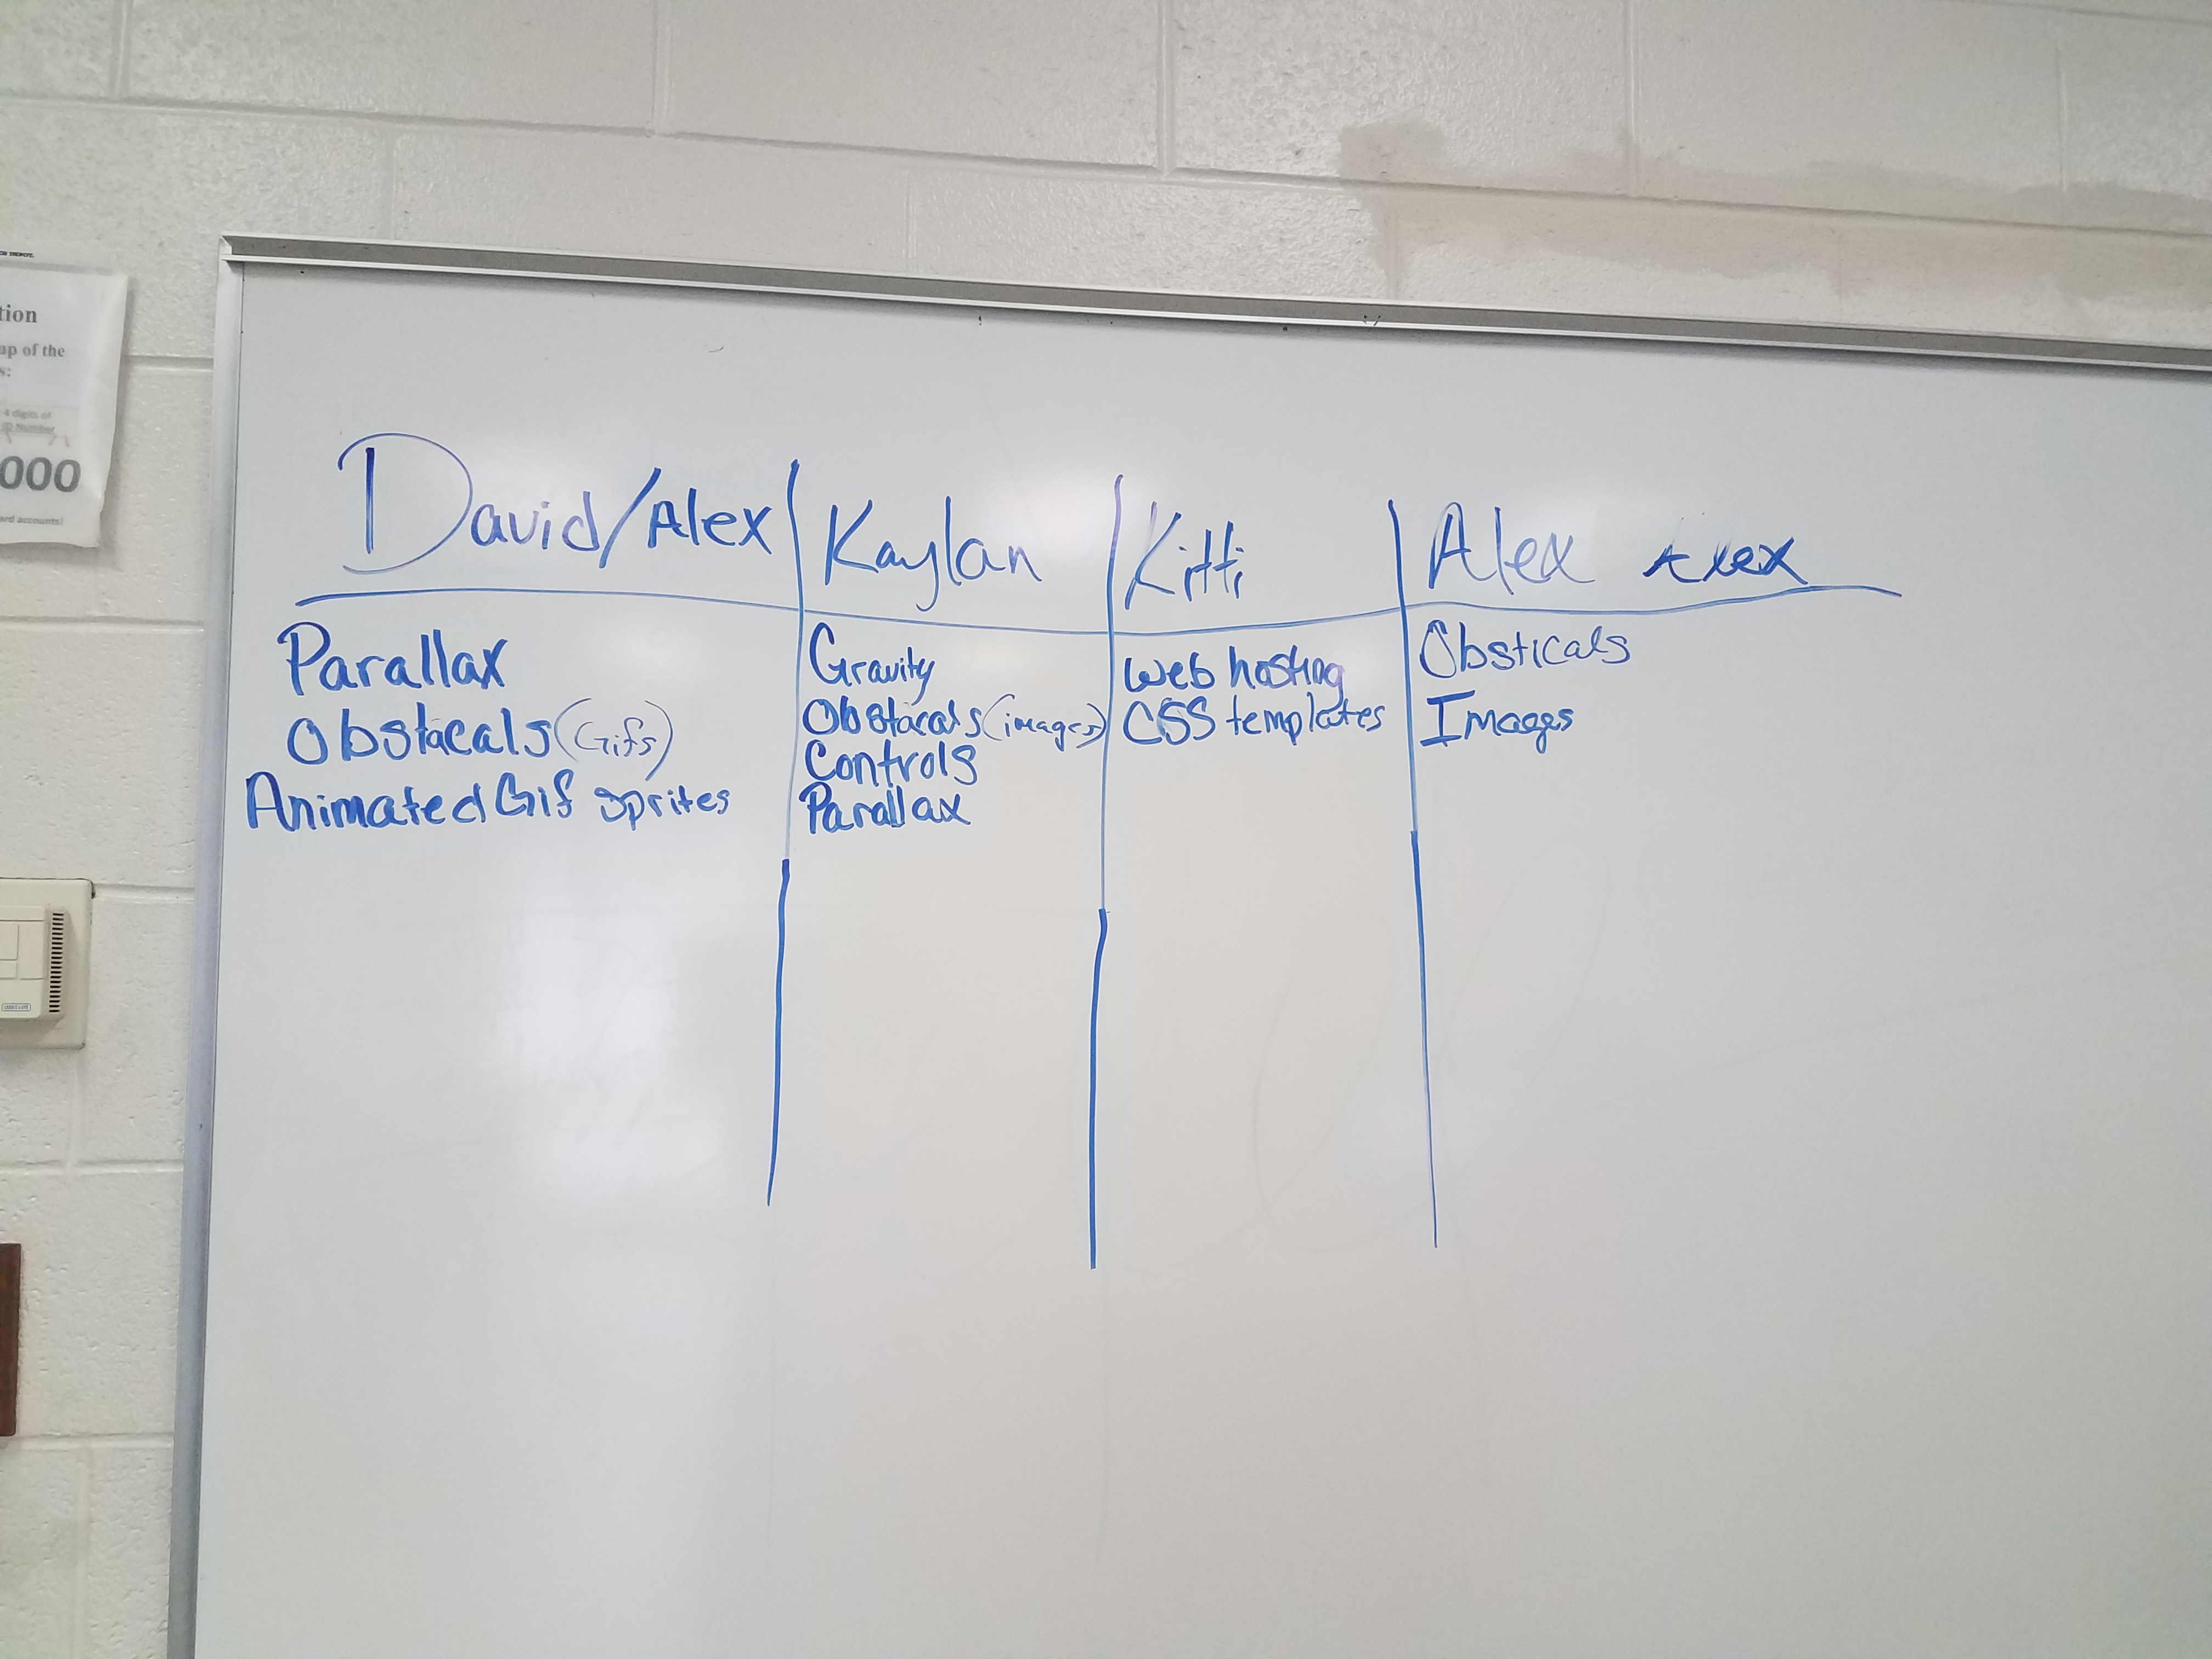 tion
ap of the
s:
4 digits of
ID Number
000
ard accounts!
David/Alex Kaylan Kitti Alex Alex
Parallax
Obstacals (Gifs)
Animated Gif Sprites
Gravity
Obstacals (images)
Controls
Parallax
Web hosting
CSS templates
Obsticals
Images